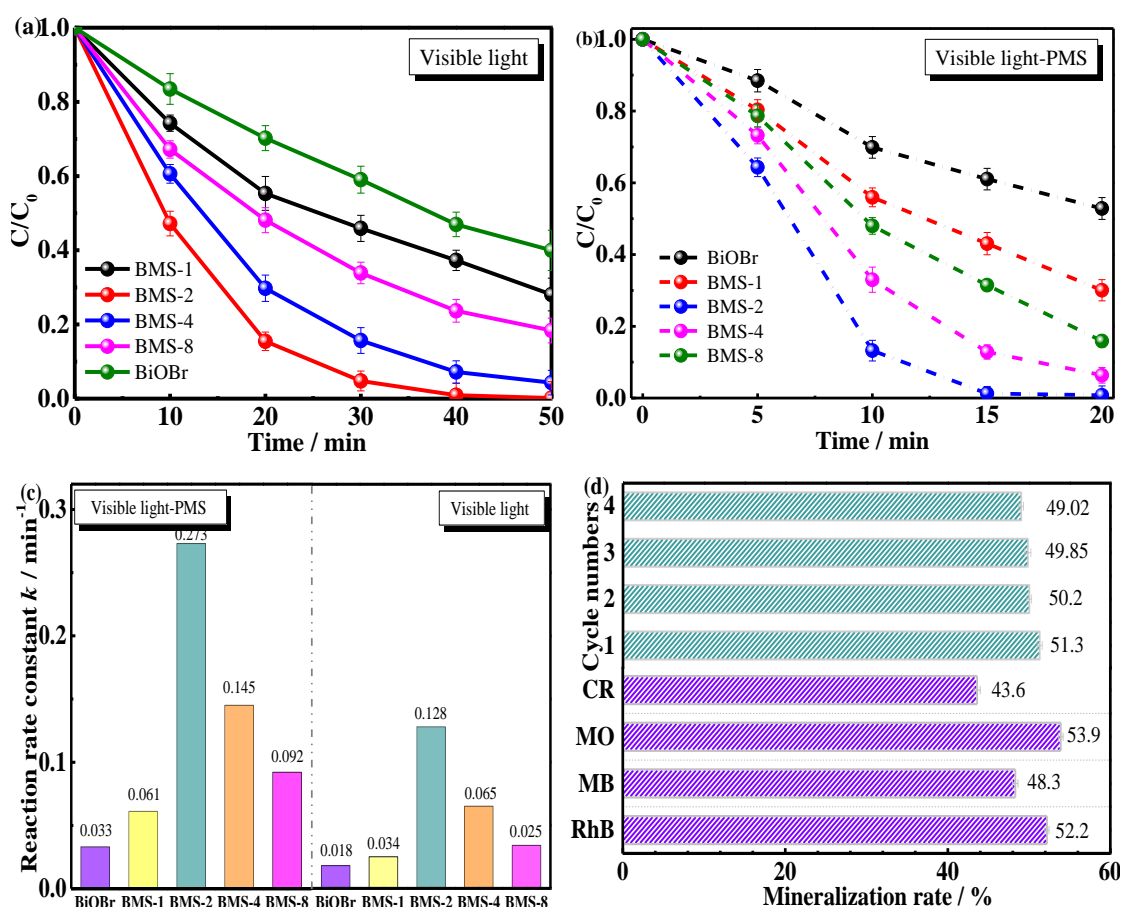 (a)
Visible light
1.0
0.8
0.6
0.4
0.2
0.0
C/C₀
BMS-1
BMS-2
BMS-4
BMS-8
BiOBr
0
10
20
30
40
50
Time / min
(b)
Visible light-PMS
1.0
0.8
0.6
0.4
0.2
0.0
C/C₀
BiOBr
BMS-1
BMS-2
BMS-4
BMS-8
0
5
10
15
20
Time / min
(c)
Visible light-PMS
Visible light
0.3
0.2
0.1
0.0
Reaction rate constant k / min⁻¹
0.033
0.061
0.273
0.145
0.092
0.018
0.034
0.128
0.065
0.025
BiOBr BMS-1 BMS-2 BMS-4 BMS-8 BiOBr BMS-1 BMS-2 BMS-4 BMS-8
(d)
Cycle numbers
4 49.02
3 49.85
2 50.2
1 51.3
CR 43.6
MO 53.9
MB 48.3
RhB 52.2
0 20 40 60
Mineralization rate / %